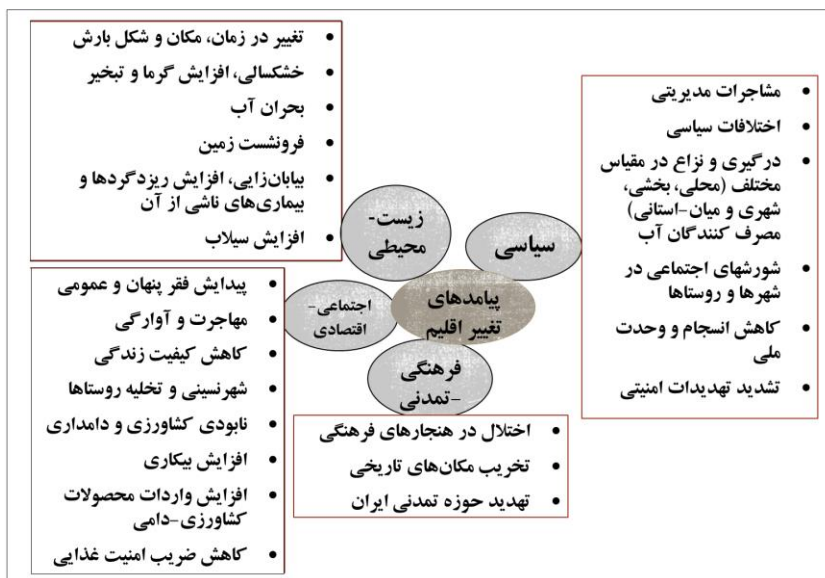 تغییر در زمان، مکان و شکل بارش
خشکسالی، افزایش گرما و تبخیر
بحران آب
فرونشست زمین
بیابان‌زایی، افزایش ریزدگردها و
بیماری‌های ناشی از آن
افزایش سیلاب
مشاجرات مدیریتی
اختلافات سیاسی
درگیری و نزاع در مقیاس
مختلف (محلی، بخشی،
شهری و میان-استانی)
مصرف کنندگان آب
شورشهای اجتماعی در
شهرها و روستاها
کاهش انسجام و وحدت
ملی
تشدید تهدیدات امنیتی
زیست-
محیطی
سیاسی
پیامدهای
تغییر اقلیم
اجتماعی-
اقتصادی
فرهنگی
-تمدنی
پیدایش فقر پنهان و عمومی
مهاجرت و آوارگی
کاهش کیفیت زندگی
شهرنسینی و تخلیه روستاها
نابودی کشاورزی و دامداری
افزایش بیکاری
افزایش واردات محصولات
کشاورزی-دامی
کاهش ضریب امنیت غذایی
اختلال در هنجارهای فرهنگی
تخریب مکان‌های تاریخی
تهدید حوزه تمدنی ایران